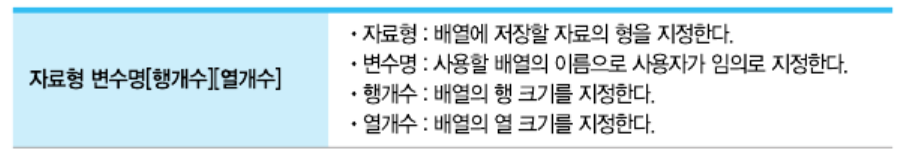 자료형 변수명[행개수][열개수]
• 자료형 : 배열에 저장할 자료의 형을 지정한다.
• 변수명 : 사용할 배열의 이름으로 사용자가 임의로 지정한다.
• 행개수 : 배열의 행 크기를 지정한다.
• 열개수 : 배열의 열 크기를 지정한다.